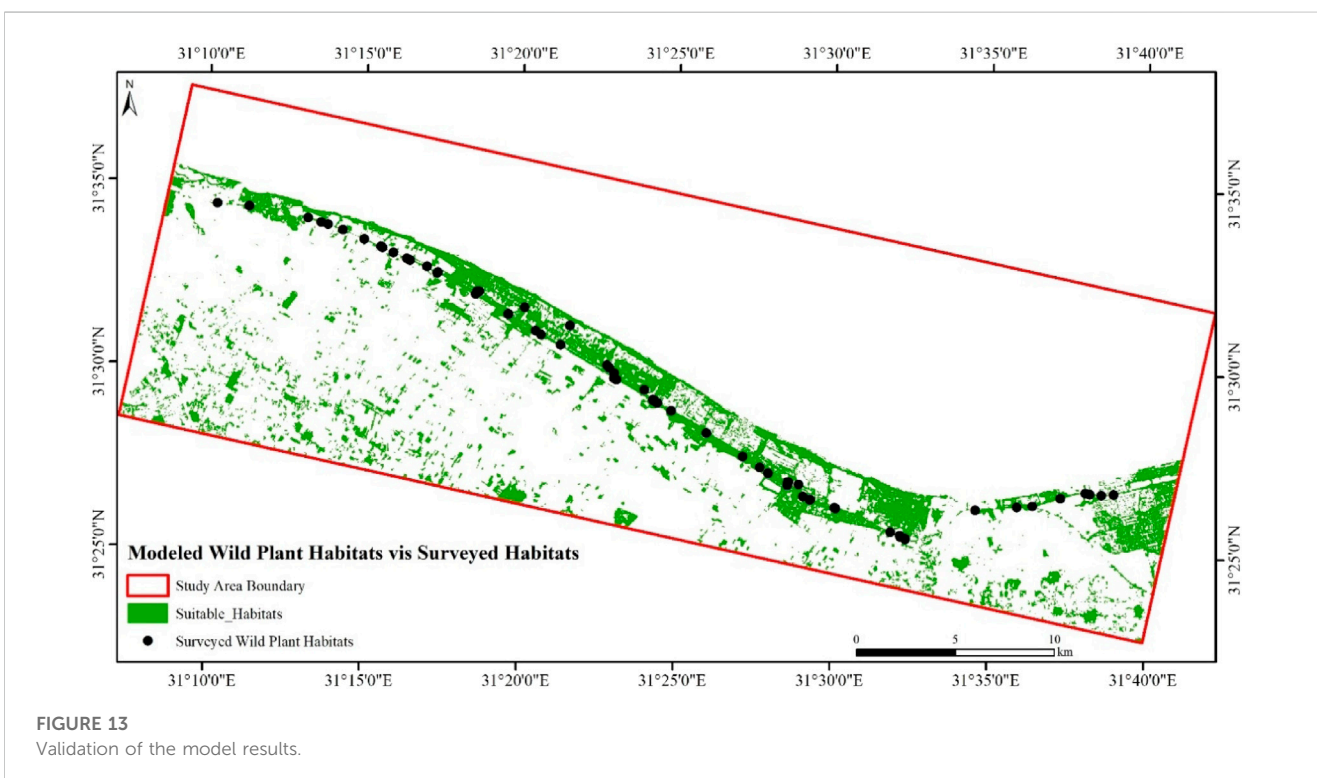 31°10'0"E 31°15'0"E 31°20'0"E 31°25'0"E 31°30'0"E 31°35'0"E 31°40'0"E
N
31°35'0"N
31°30'0"N
31°25'0"N
31°35'0"N
31°30'0"N
31°25'0"N
Modeled Wild Plant Habitats vis Surveyed Habitats
Study Area Boundary
Suitable_Habitats
Surveyed Wild Plant Habitats
0 5 10
km
31°10'0"E 31°15'0"E 31°20'0"E 31°25'0"E 31°30'0"E 31°35'0"E 31°40'0"E
FIGURE 13
Validation of the model results.